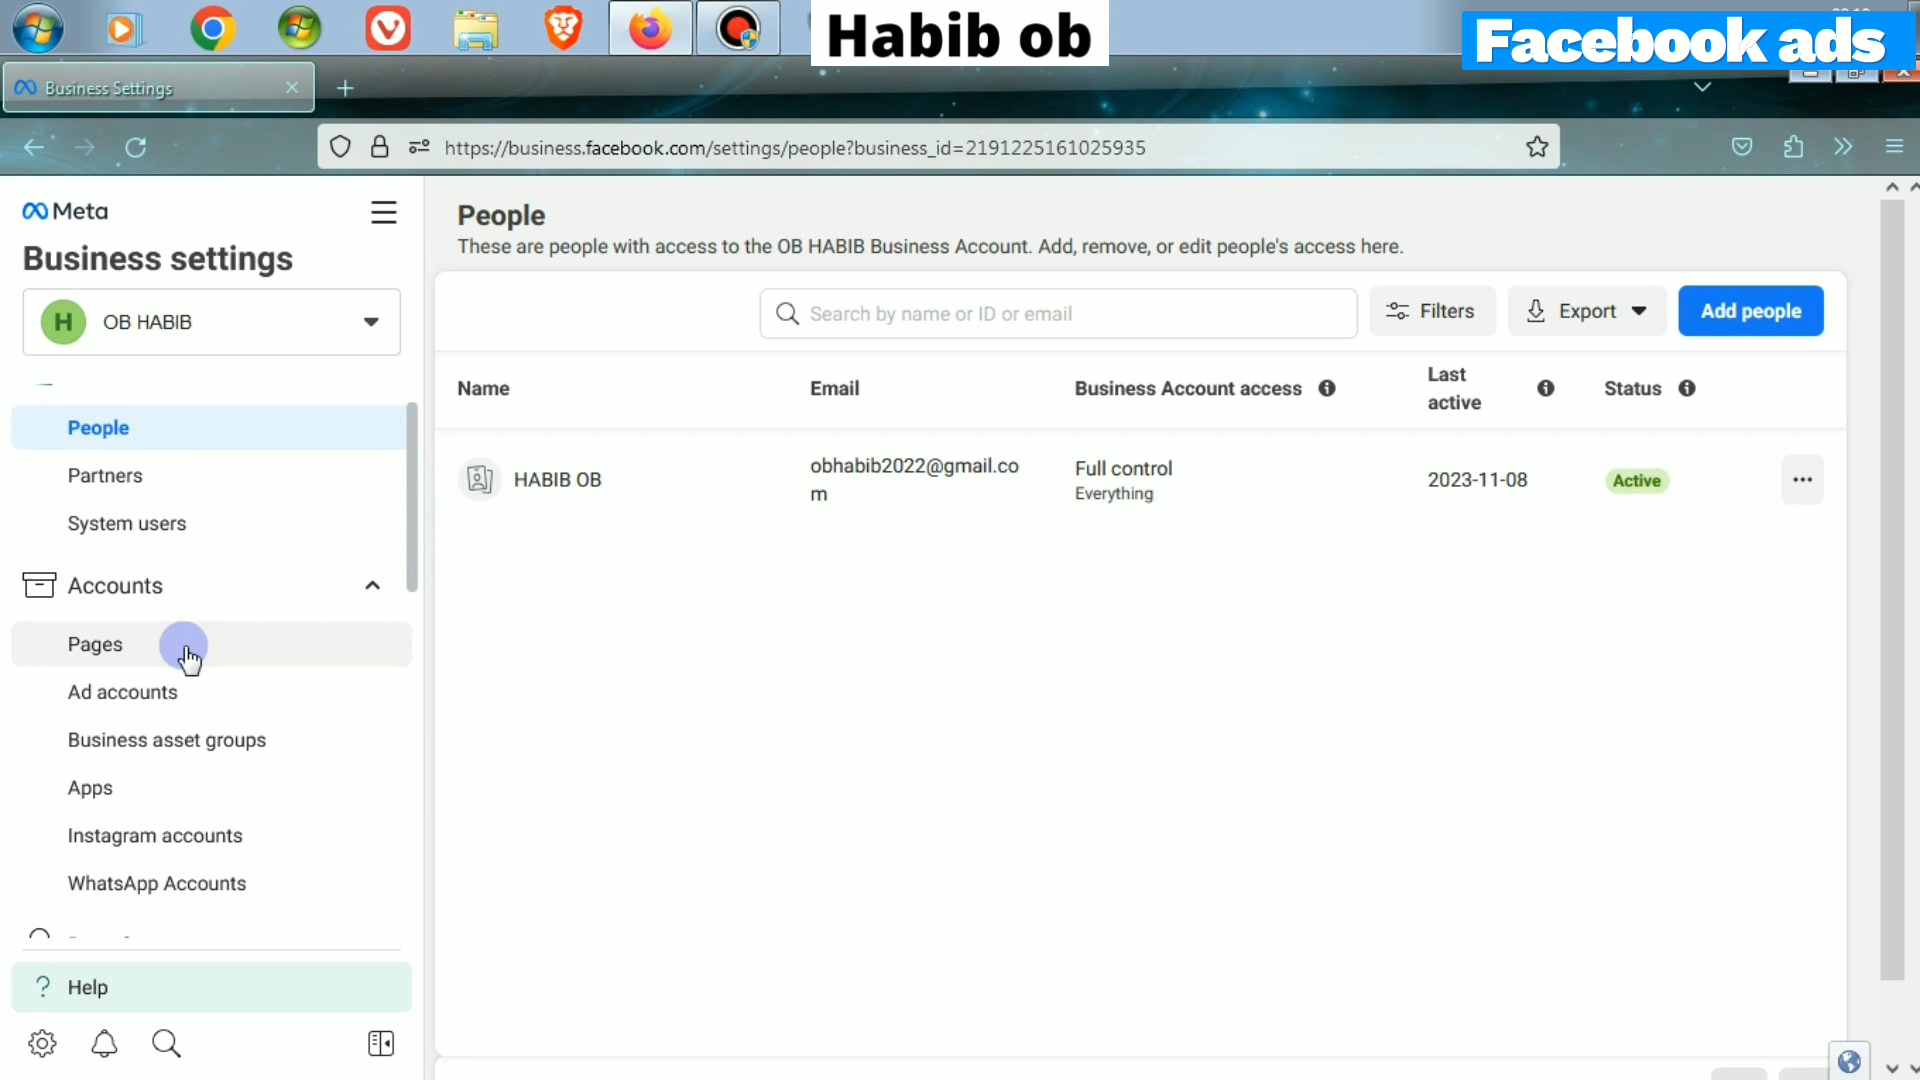 Habib ob
Facebook ads
Business Settings
https://business.facebook.com/settings/people?business_id=2191225161025935
Meta
Business settings
H
OB HABIB
People
Partners
System users
Accounts
Pages
Ad accounts
Business asset groups
Apps
Instagram accounts
WhatsApp Accounts
? Help
People
These are people with access to the OB HABIB Business Account. Add, remove, or edit people's access here.
Search by name or ID or email
Filters
Export
Add people
Name
Email
Business Account access
Last
active
Status
HABIB OB
obhabib2022@gmail.co
m
Full control
Everything
2023-11-08
Active